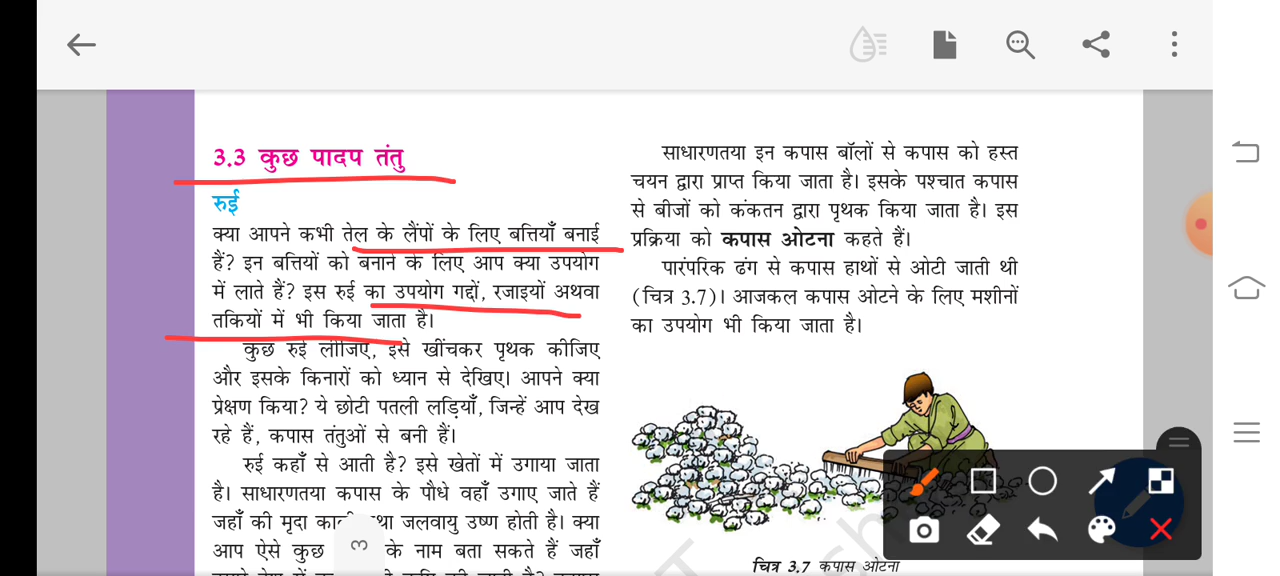 3.3 कुछ पादप तंतु
रुई
क्या आपने कभी तेल के लैंपों के लिए बत्तियाँ बनाई
हैं? इन बत्तियों को बनाने के लिए आप क्या उपयोग
में लाते हैं? इस रुई का उपयोग गद्दों, रजाइयों अथवा
तकियों में भी किया जाता है।
कुछ रुई लीजिए, इसे खींचकर पृथक कीजिए
और इसके किनारों को ध्यान से देखिए। आपने क्या
प्रेक्षण किया? ये छोटी पतली लड़ियाँ, जिन्हें आप देख
रहे हैं, कपास तंतुओं से बनी हैं।
रुई कहाँ से आती है? इसे खेतों में उगाया जाता
है। साधारणतया कपास के पौधे वहाँ उगाए जाते हैं
जहाँ की मृदा जलवायु उष्ण होती है। क्या
आप ऐसे कुछ के नाम बता सकते हैं जहाँ
3
साधारणतया इन कपास बॉलों से कपास को हस्त
चयन द्वारा प्राप्त किया जाता है। इसके पश्चात कपास
से बीजों को कंकतन द्वारा पृथक किया जाता है। इस
प्रक्रिया को कपास ओटना कहते हैं।
पारंपरिक ढंग से कपास हाथों से ओटी जाती थी
(चित्र 3.7)। आजकल कपास ओटने के लिए मशीनों
का उपयोग भी किया जाता है।
चित्र 3.7 कपास ओटना